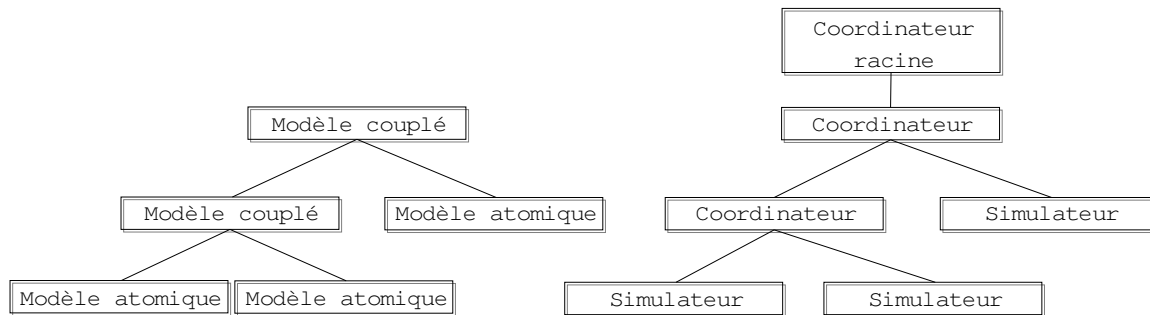 Coordinateur
racine
Modèle couplé
Coordinateur
Modèle couplé
Modèle atomique
Coordinateur
Simulateur
Modèle atomique
Modèle atomique
Simulateur
Simulateur